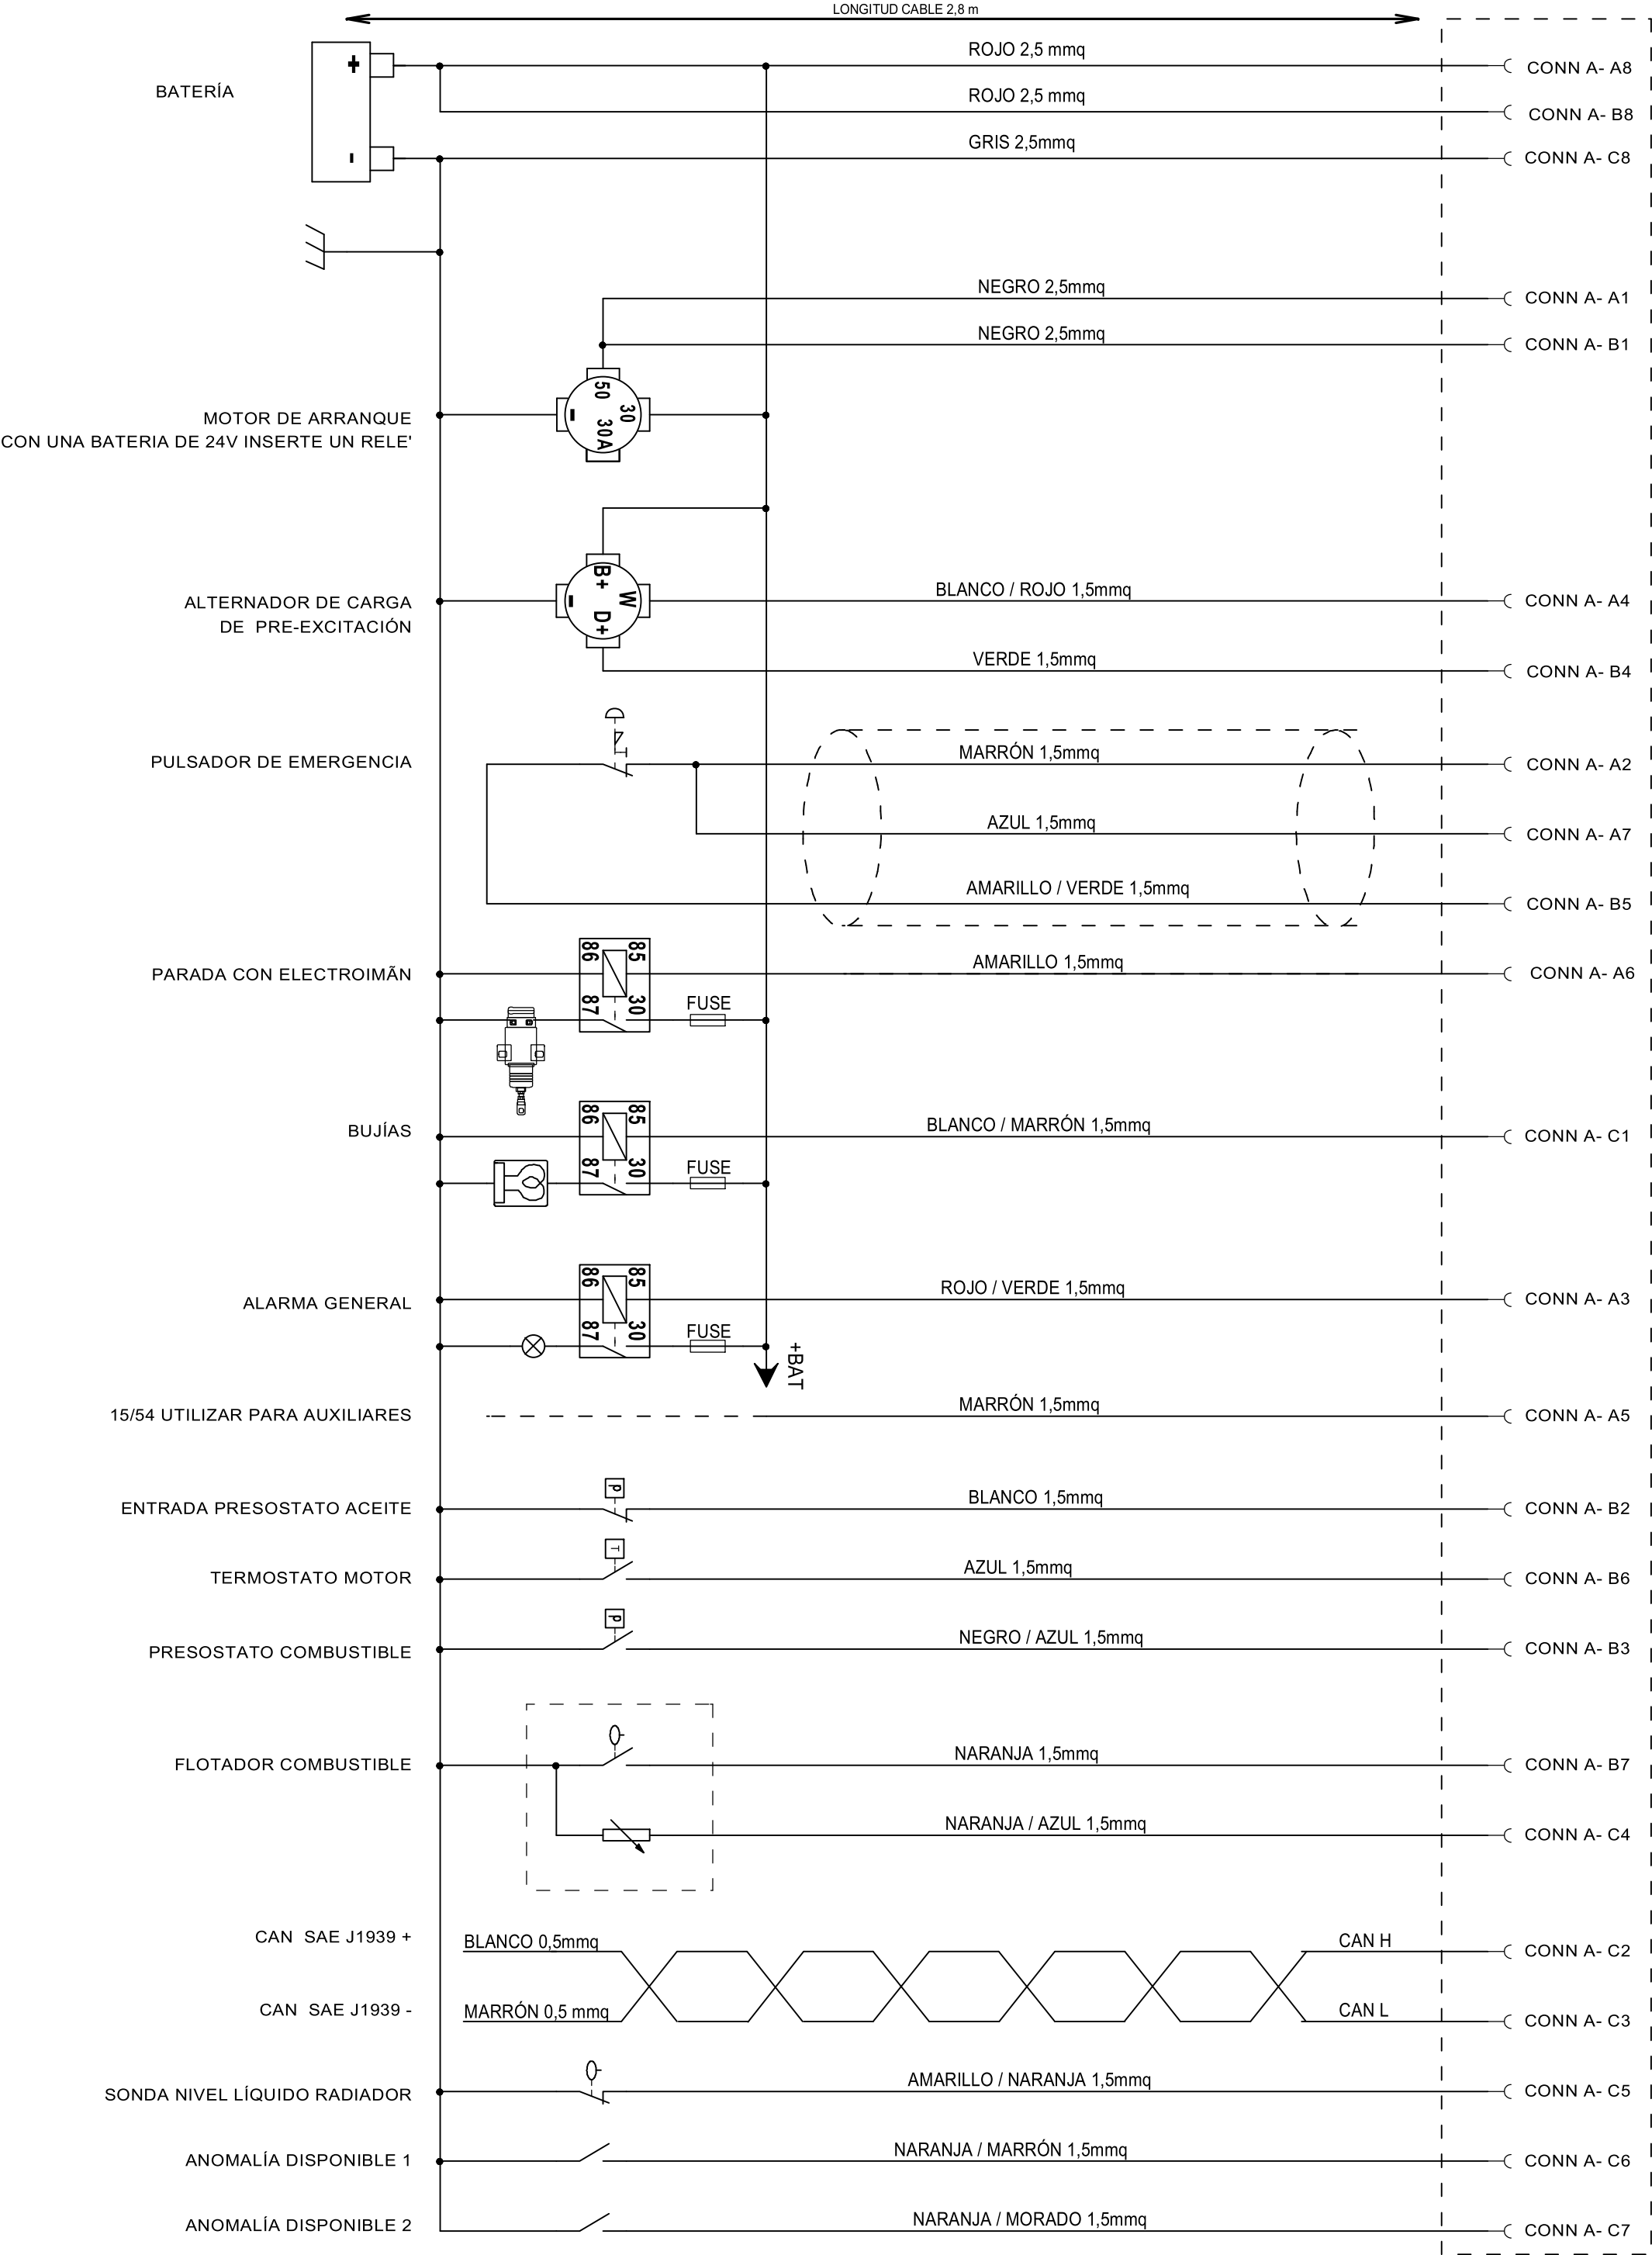 LONGITUD CABLE 2,8 m
BATERÍA
+
-
ROJO 2,5 mmq
CONN A- A8
ROJO 2,5 mmq
CONN A- B8
GRIS 2,5mmq
CONN A- C8
NEGRO 2,5mmq
CONN A- A1
NEGRO 2,5mmq
CONN A- B1
MOTOR DE ARRANQUE
CON UNA BATERIA DE 24V INSERTE UN RELE'
50
30
30A
-
ALTERNADOR DE CARGA
DE PRE-EXCITACIÓN
B+
W
D+
-
BLANCO / ROJO 1,5mmq
CONN A- A4
VERDE 1,5mmq
CONN A- B4
PULSADOR DE EMERGENCIA
MARRÓN 1,5mmq
CONN A- A2
AZUL 1,5mmq
CONN A- A7
AMARILLO / VERDE 1,5mmq
CONN A- B5
PARADA CON ELECTROIMÃN
86
85
87
30
FUSE
AMARILLO 1,5mmq
CONN A- A6
BUJÍAS
86
85
87
30
FUSE
BLANCO / MARRÓN 1,5mmq
CONN A- C1
ALARMA GENERAL
86
85
87
30
FUSE
ROJO / VERDE 1,5mmq
CONN A- A3
+BAT
15/54 UTILIZAR PARA AUXILIARES
MARRÓN 1,5mmq
CONN A- A5
ENTRADA PRESOSTATO ACEITE
P
BLANCO 1,5mmq
CONN A- B2
TERMOSTATO MOTOR
T
AZUL 1,5mmq
CONN A- B6
PRESOSTATO COMBUSTIBLE
P
NEGRO / AZUL 1,5mmq
CONN A- B3
FLOTADOR COMBUSTIBLE
NARANJA 1,5mmq
CONN A- B7
NARANJA / AZUL 1,5mmq
CONN A- C4
CAN SAE J1939 +
BLANCO 0,5mmq
CAN H
CONN A- C2
CAN SAE J1939 -
MARRÓN 0,5 mmq
CAN L
CONN A- C3
SONDA NIVEL LÍQUIDO RADIADOR
AMARILLO / NARANJA 1,5mmq
CONN A- C5
ANOMALÍA DISPONIBLE 1
NARANJA / MARRÓN 1,5mmq
CONN A- C6
ANOMALÍA DISPONIBLE 2
NARANJA / MORADO 1,5mmq
CONN A- C7